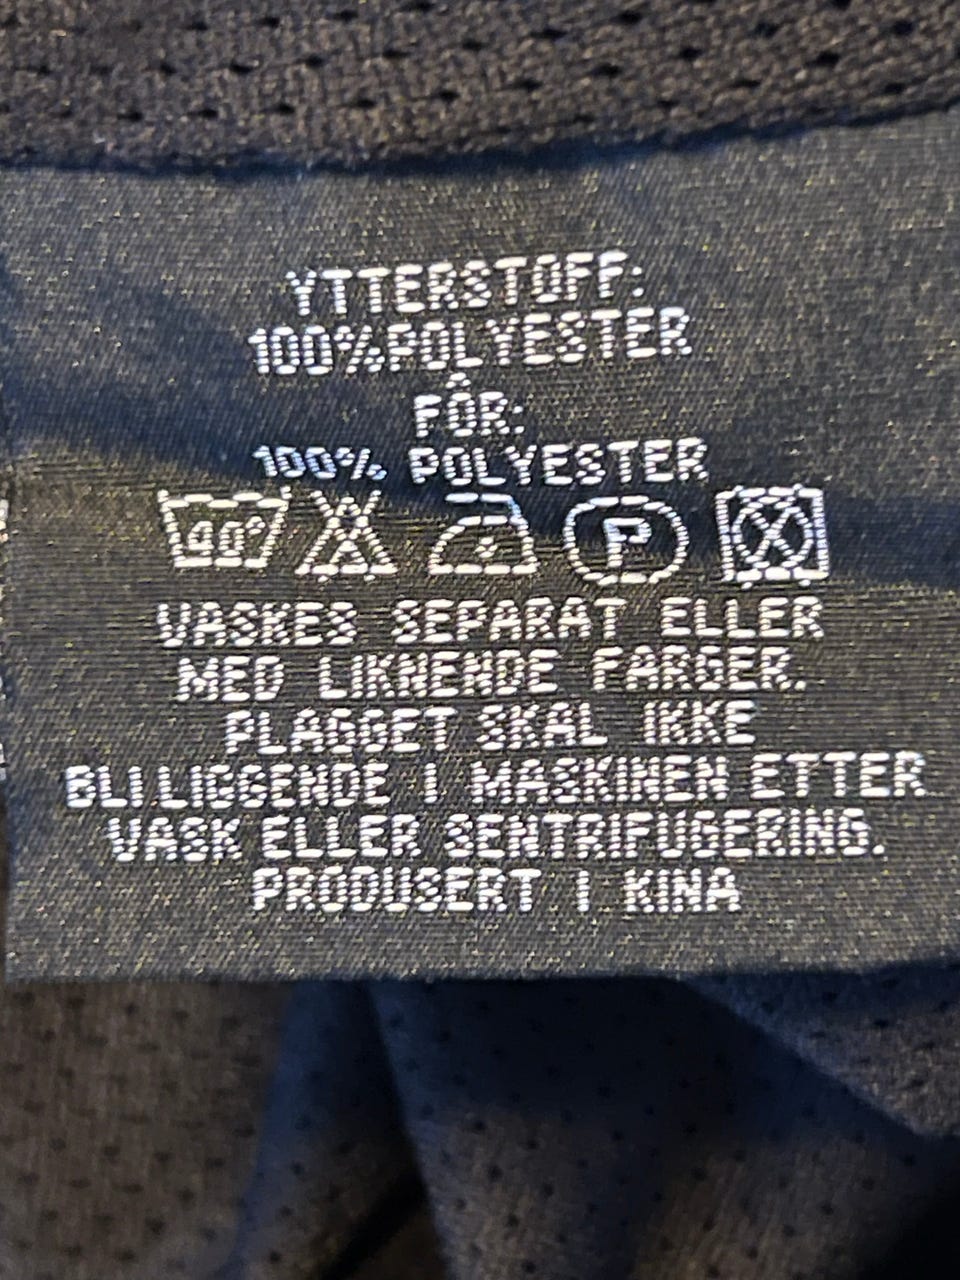 YTTERSTOFF:
100%POLYESTER
FÔR:
100% POLYESTER
40° P
VASKES SEPARAT ELLER
MED LIKNENDE FARGER.
PLAGGET SKAL IKKE
BLI LIGGENDE I MASKINEN ETTER
VASK ELLER SENTRIFUGERING.
PRODUSERT I KINA